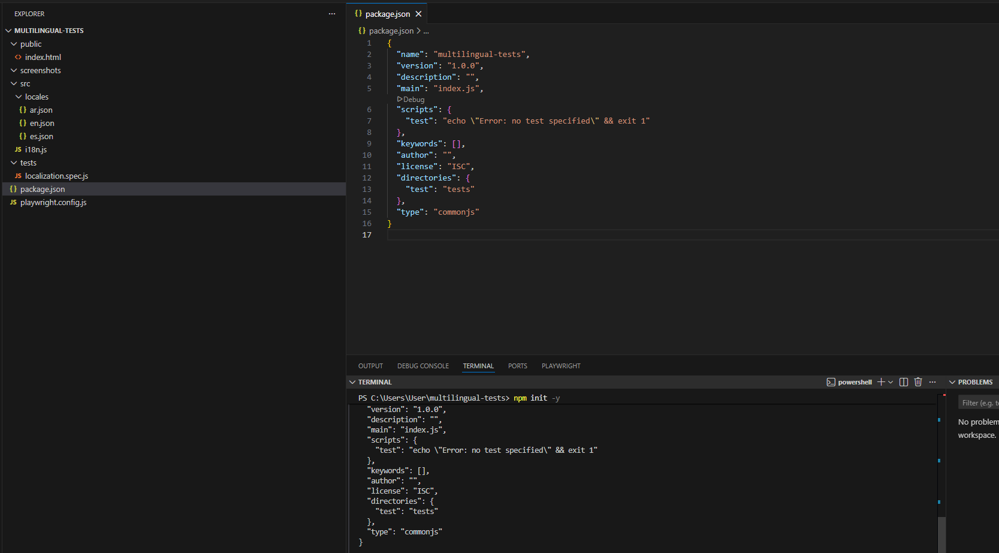 EXPLORER
MULTILINGUAL-TESTS
public
index.html
screenshots
src
locales
ar.json
en.json
es.json
i18n.js
tests
localization.spec.js
package.json
playwright.config.js
package.json
package.json > ...
1 {
2 "name": "multilingual-tests",
3 "version": "1.0.0",
4 "description": "",
5 "main": "index.js",
Debug
6 "scripts": {
7 "test": "echo \"Error: no test specified\" && exit 1"
8 },
9 "keywords": [],
10 "author": "",
11 "license": "ISC",
12 "directories": {
13 "test": "tests"
14 },
15 "type": "commonjs"
16 }
17
OUTPUT DEBUG CONSOLE TERMINAL PORTS PLAYWRIGHT
TERMINAL
powershell
PS C:\Users\User\multilingual-tests> npm init -y
"version": "1.0.0",
"description": "",
"main": "index.js",
"scripts": {
"test": "echo \"Error: no test specified\" && exit 1"
},
"keywords": [],
"author": "",
"license": "ISC",
"directories": {
"test": "tests"
},
"type": "commonjs"
}
PROBLEMS
Filter (e.g.
No
workspace.